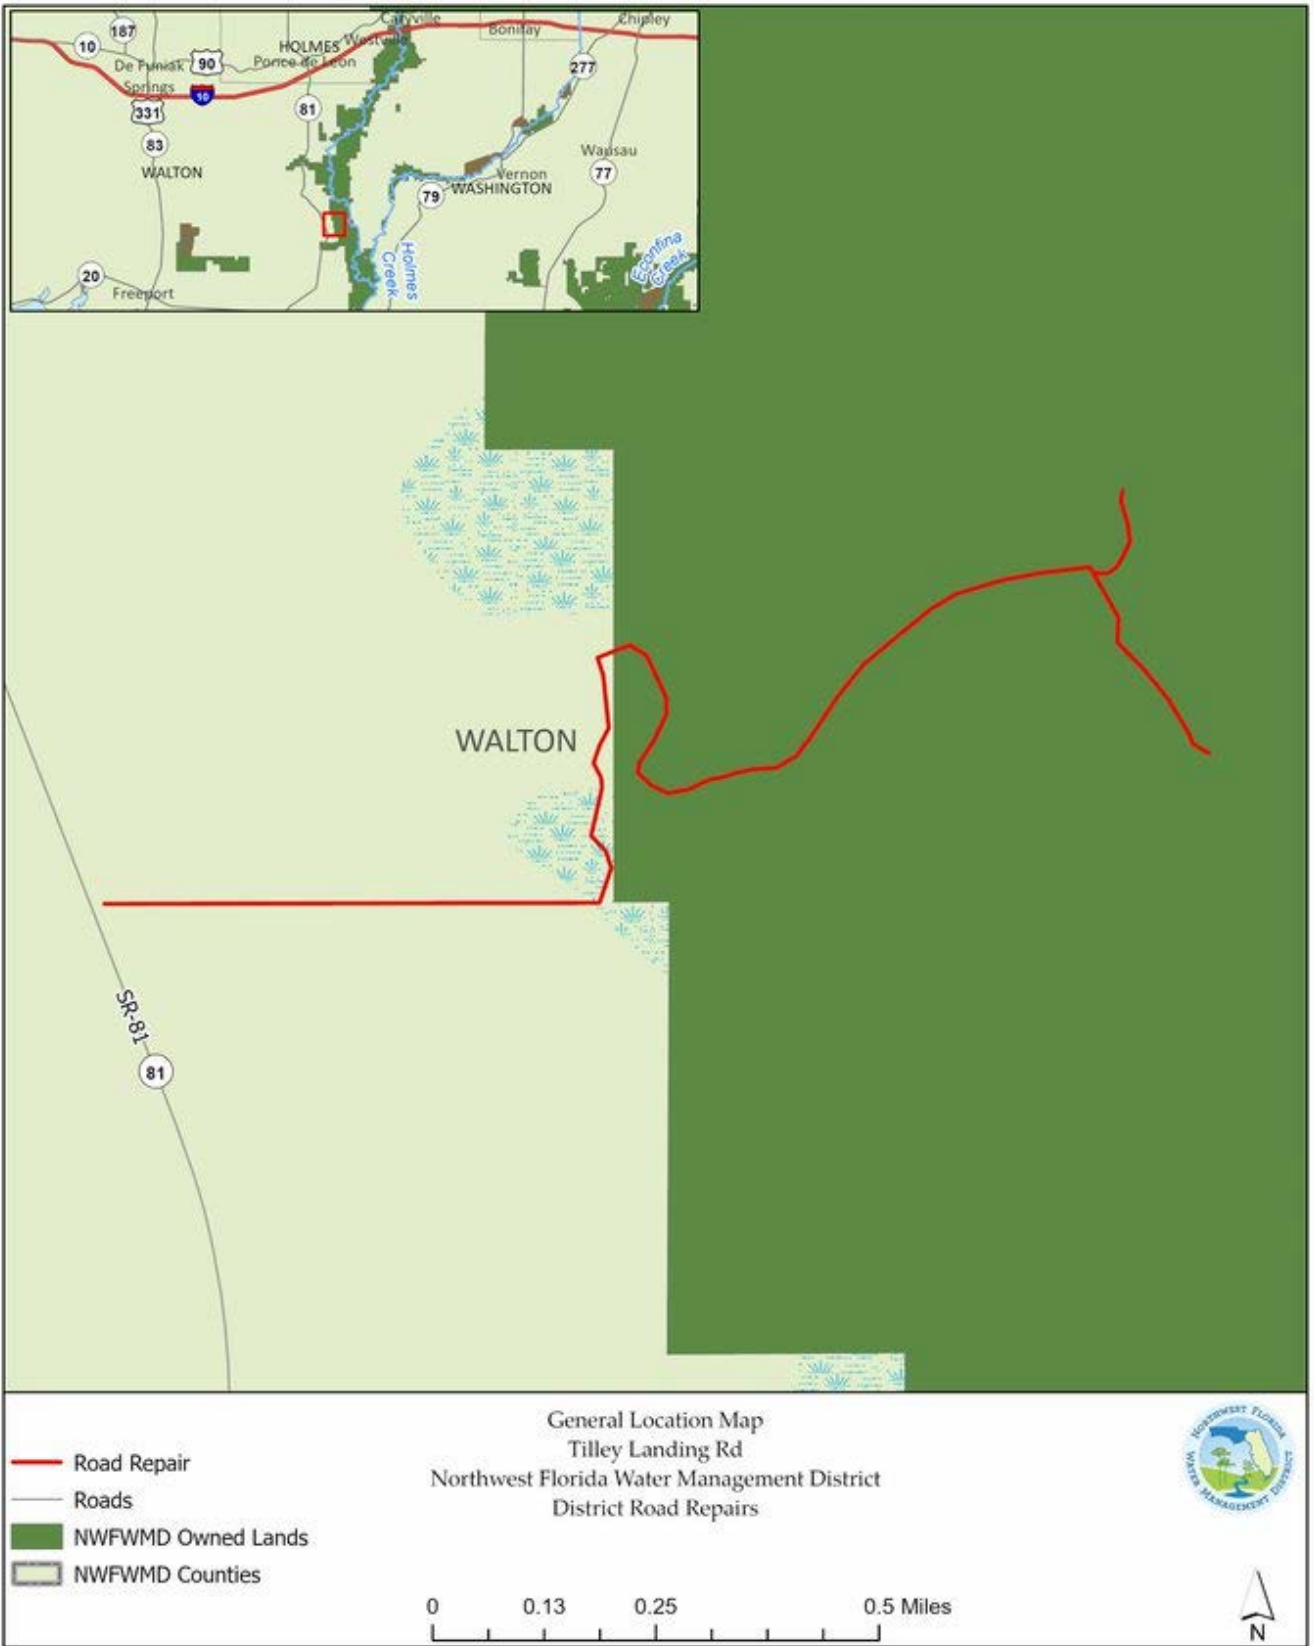 Caryville
Chipley
187
Bonifay
Westville
10
HOLMES
De Funiak
90
Ponce de Leon
277
Springs
10
331
81
83
Wausau
WALTON
Vernon
77
79
WASHINGTON
Holmes
Creek
Econfina
Creek
20
Freeport
WALTON
SR-81
81
General Location Map
Tilley Landing Rd
Northwest Florida Water Management District
District Road Repairs
Road Repair
Roads
NWFWMD Owned Lands
NWFWMD Counties
NORTHWEST FLORIDA
WATER MANAGEMENT DISTRICT
0 0.13 0.25 0.5 Miles
N